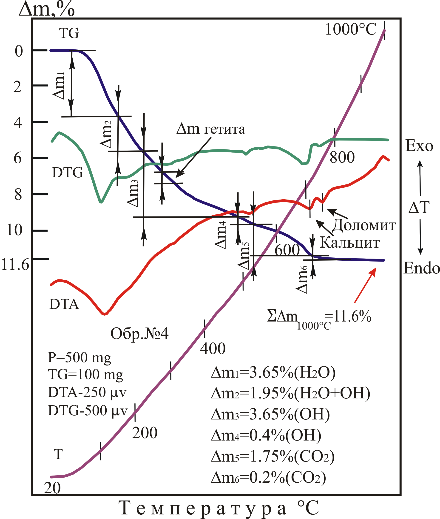 Δm,%
TG
1000°C
0
2
4
6
8
10
11.6
Δm1
Δm2
Δm3
Δm гетита
Δm4
Δm5
Δm6
DTG
800
Exo
ΔT
Endo
Доломит
Кальцит
600
DTA
ΣΔm1000°C=11.6%
Обр.№4
400
P=500 mg
TG=100 mg
DTA-250 μv
DTG-500 μv
200
T
20
Δm1=3.65%(H2O)
Δm2=1.95%(H2O+OH)
Δm3=3.65%(OH)
Δm4=0.4%(OH)
Δm5=1.75%(CO2)
Δm6=0.2%(CO2)
Температура °C